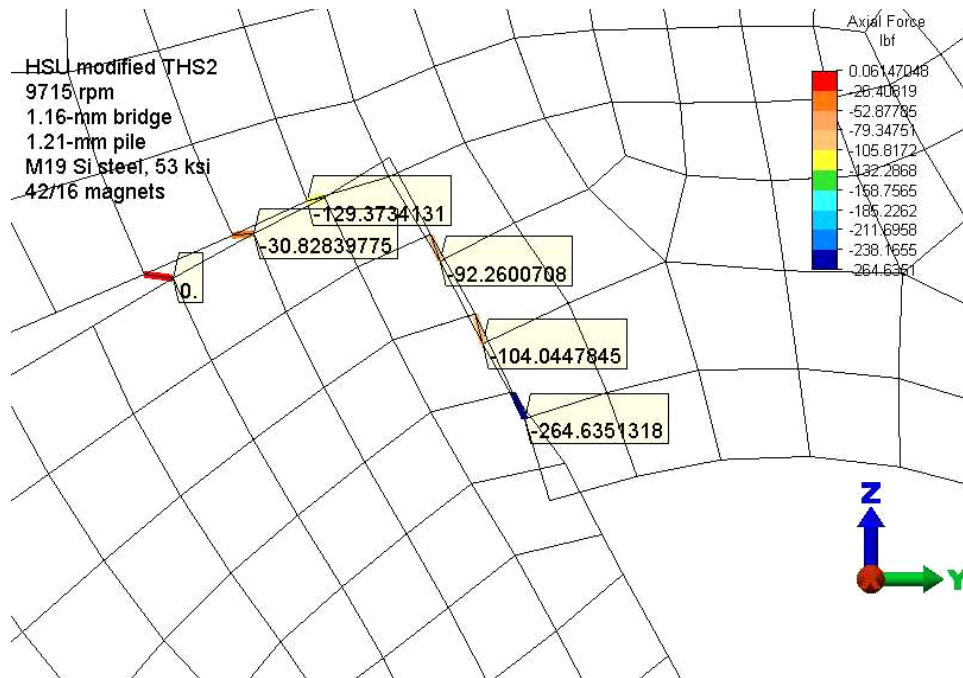 HSU modified THS2
9715 rpm
1.16-mm bridge
1.21-mm pile
M19 Si steel, 53 ksi
42/16 magnets
Axial Force
lbf
0.06147048
-26.40819
-52.87785
-79.34751
-105.8172
-132.2868
-158.7565
-185.2262
-211.6958
-238.1655
-264.6351
-129.3734131
-30.82839775
0.
-92.2600708
-104.0447845
-264.6351318
Z
X
Y